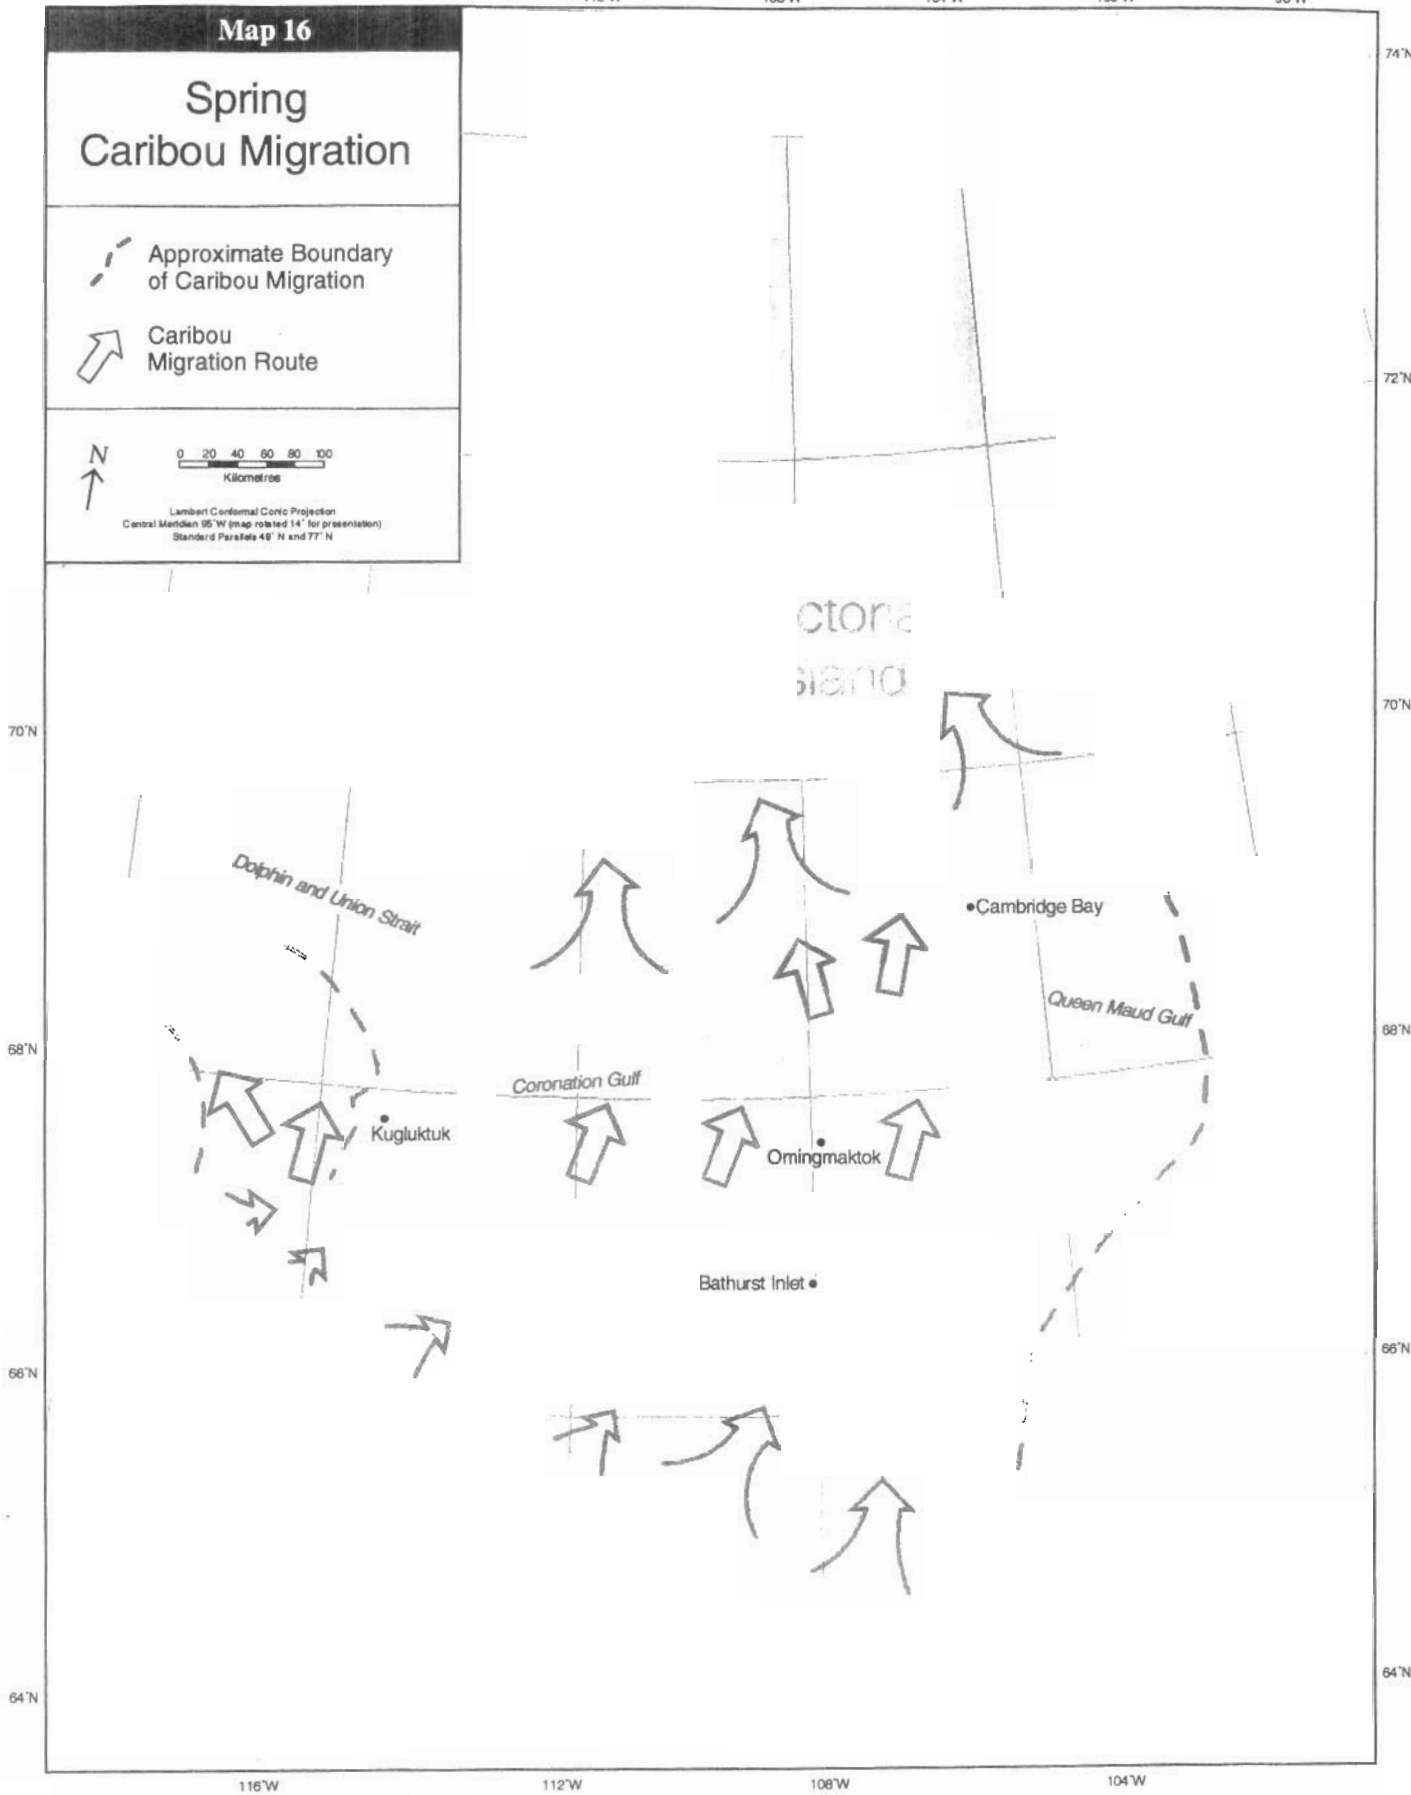 Map 16
Spring
Caribou Migration
Approximate Boundary
of Caribou Migration
Caribou
Migration Route
N
0 20 40 60 80 100
Kilometres
Lambert Conformal Conic Projection
Central Meridian 95°W (map rotated 14° for presentation)
Standard Parallels 49° N and 77° N
74°N
72°N
ctoria
sland
70°N
70°N
Dolphin and Union Strait
Cambridge Bay
Queen Maud Gulf
68°N
68°N
Coronation Gulf
Kugluktuk
Omingmaktok
Bathurst Inlet
66°N
66°N
64°N
64°N
116°W
112°W
108°W
104°W